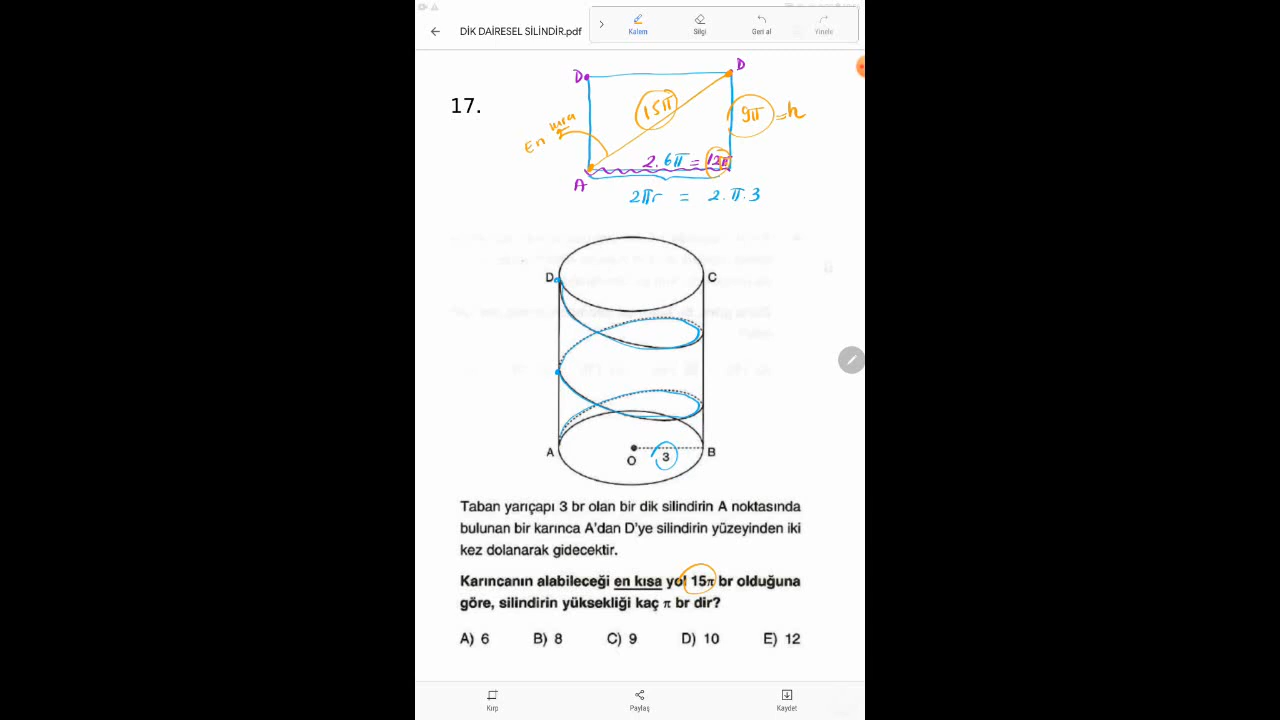 DİK DAİRESEL SİLİNDİR.pdf
Kalem
Silgi
Geri al
Yinele
17.
D
D
15π
9π = h
En kısa
2.6π = 12π
A
2πr = 2.π.3
D
C
A
O
3
B
Taban yarıçapı 3 br olan bir dik silindirin A noktasında
bulunan bir karınca A'dan D'ye silindirin yüzeyinden iki
kez dolanarak gidecektir.
Karıncanın alabileceği en kısa yol 15π br olduğuna
göre, silindirin yüksekliği kaç π br dir?
A) 6 B) 8 C) 9 D) 10 E) 12
Kırp
Paylaş
Kaydet